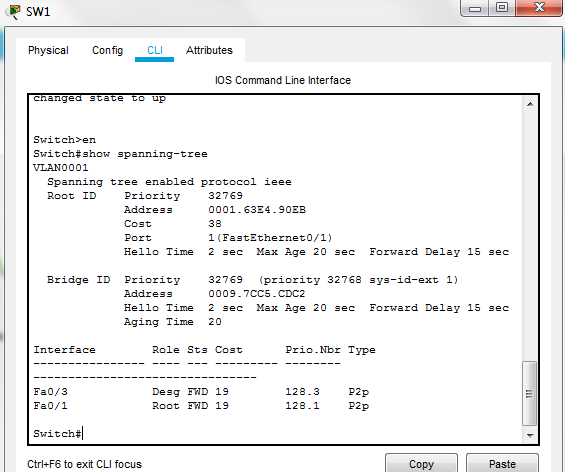 SW1
Physical Config CLI Attributes
IOS Command Line Interface
changed state to up
Switch>en
Switch#show spanning-tree
VLAN0001
  Spanning tree enabled protocol ieee
  Root ID    Priority    32769
             Address     0001.63E4.90EB
             Cost        38
             Port        1(FastEthernet0/1)
             Hello Time  2 sec  Max Age 20 sec  Forward Delay 15 sec
  Bridge ID  Priority    32769  (priority 32768 sys-id-ext 1)
             Address     0009.7CC5.CDC2
             Hello Time  2 sec  Max Age 20 sec  Forward Delay 15 sec
             Aging Time  20
Interface        Role Sts Cost      Prio.Nbr Type
---------------- ---- --- --------- -------- --------------------------------
Fa0/3            Desg FWD 19        128.3    P2p
Fa0/1            Root FWD 19        128.1    P2p
Switch#
Ctrl+F6 to exit CLI focus Copy Paste